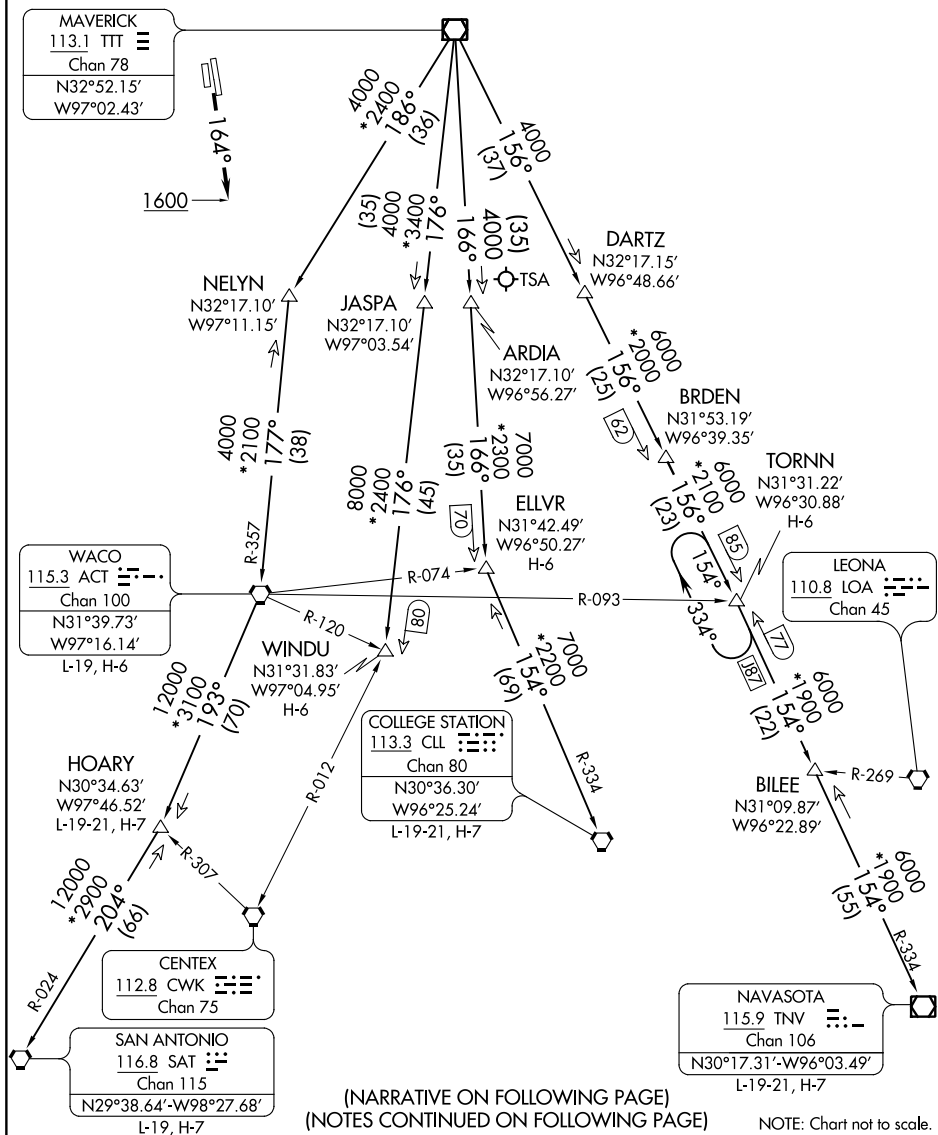 MAVERICK
113.1 TTT
Chan 78
N32°52.15'
W97°02.43'
164°
1600
4000
*2400
186°
(36)
(35)
4000
*3400
176°
(35)
4000
166°
4000
156°
(37)
TSA
DARTZ
N32°17.15'
W96°48.66'
NELYN
N32°17.10'
W97°11.15'
JASPA
N32°17.10'
W97°03.54'
ARDIA
N32°17.10'
W96°56.27'
6000
*2000
156°
(25)
62
BRDEN
N31°53.19'
W96°39.35'
4000
*2100
177°
(38)
8000
*2400
176°
(45)
7000
*2300
166°
(35)
70
ELLVR
N31°42.49'
W96°50.27'
H-6
6000
*2100
156°
(23)
85
TORNN
N31°31.22'
W96°30.88'
H-6
R-357
WACO
115.3 ACT
Chan 100
N31°39.73'
W97°16.14'
L-19, H-6
R-074
R-093
R-120
80
WINDU
N31°31.83'
W97°04.95'
H-6
154°
334°
77
J87
LEONA
110.8 LOA
Chan 45
12000
*3100
193°
(70)
7000
*2200
154°
(69)
6000
*1900
154°
(22)
COLLEGE STATION
113.3 CLL
Chan 80
N30°36.30'
W96°25.24'
L-19-21, H-7
R-334
HOARY
N30°34.63'
W97°46.52'
L-19-21, H-7
R-012
R-307
BILEE
N31°09.87'
W96°22.89'
R-269
12000
*2900
204°
(66)
R-024
6000
*1900
154°
(55)
R-334
CENTEX
112.8 CWK
Chan 75
SAN ANTONIO
116.8 SAT
Chan 115
N29°38.64'-W98°27.68'
L-19, H-7
NAVASOTA
115.9 TNV
Chan 106
N30°17.31'-W96°03.49'
L-19-21, H-7
(NARRATIVE ON FOLLOWING PAGE)
(NOTES CONTINUED ON FOLLOWING PAGE)
NOTE: Chart not to scale.